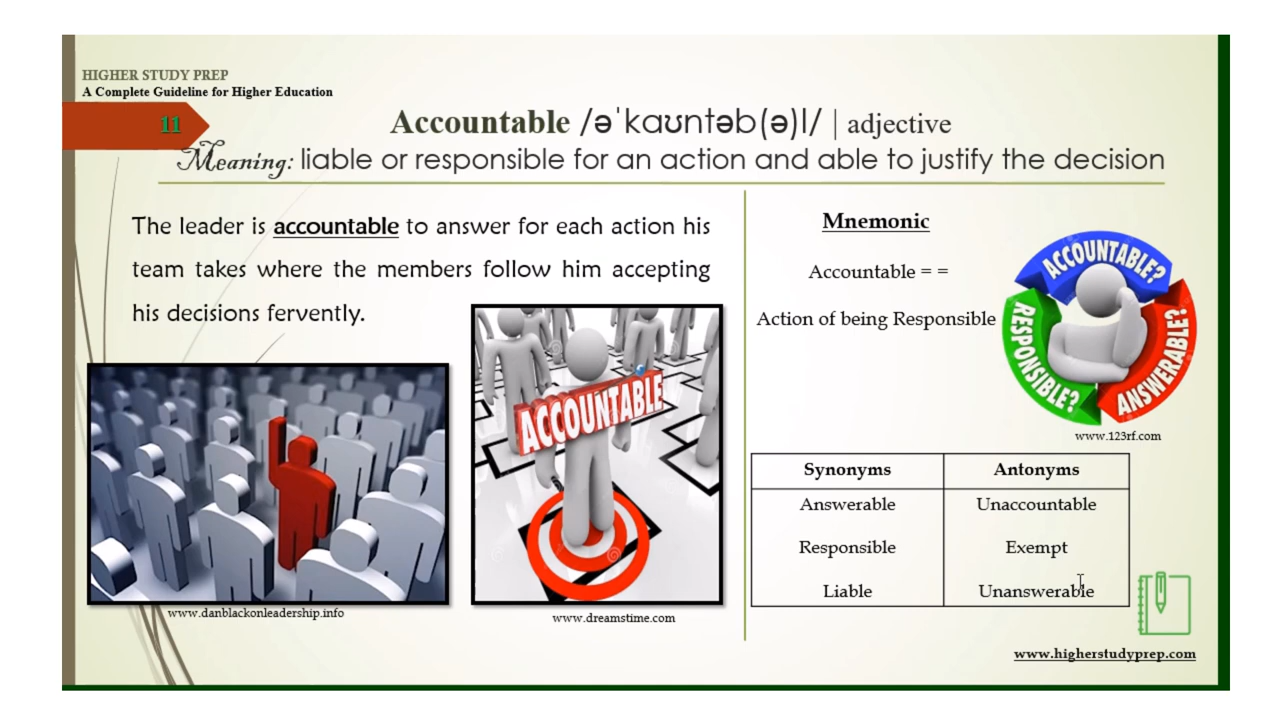 HIGHER STUDY PREP
A Complete Guideline for Higher Education
11
Accountable /əˈkaʊntəb(ə)l/ | adjective
Meaning: liable or responsible for an action and able to justify the decision
The leader is accountable to answer for each action his
team takes where the members follow him accepting
his decisions fervently.
www.danblackonleadership.info
ACCOUNTABLE
www.dreamstime.com
Mnemonic
Accountable = =
Action of being Responsible
ACCOUNTABLE?
RESPONSIBLE?
ANSWERABLE?
www.123rf.com
Synonyms Antonyms
Answerable Unaccountable
Responsible Exempt
Liable Unanswerable
www.higherstudyprep.com